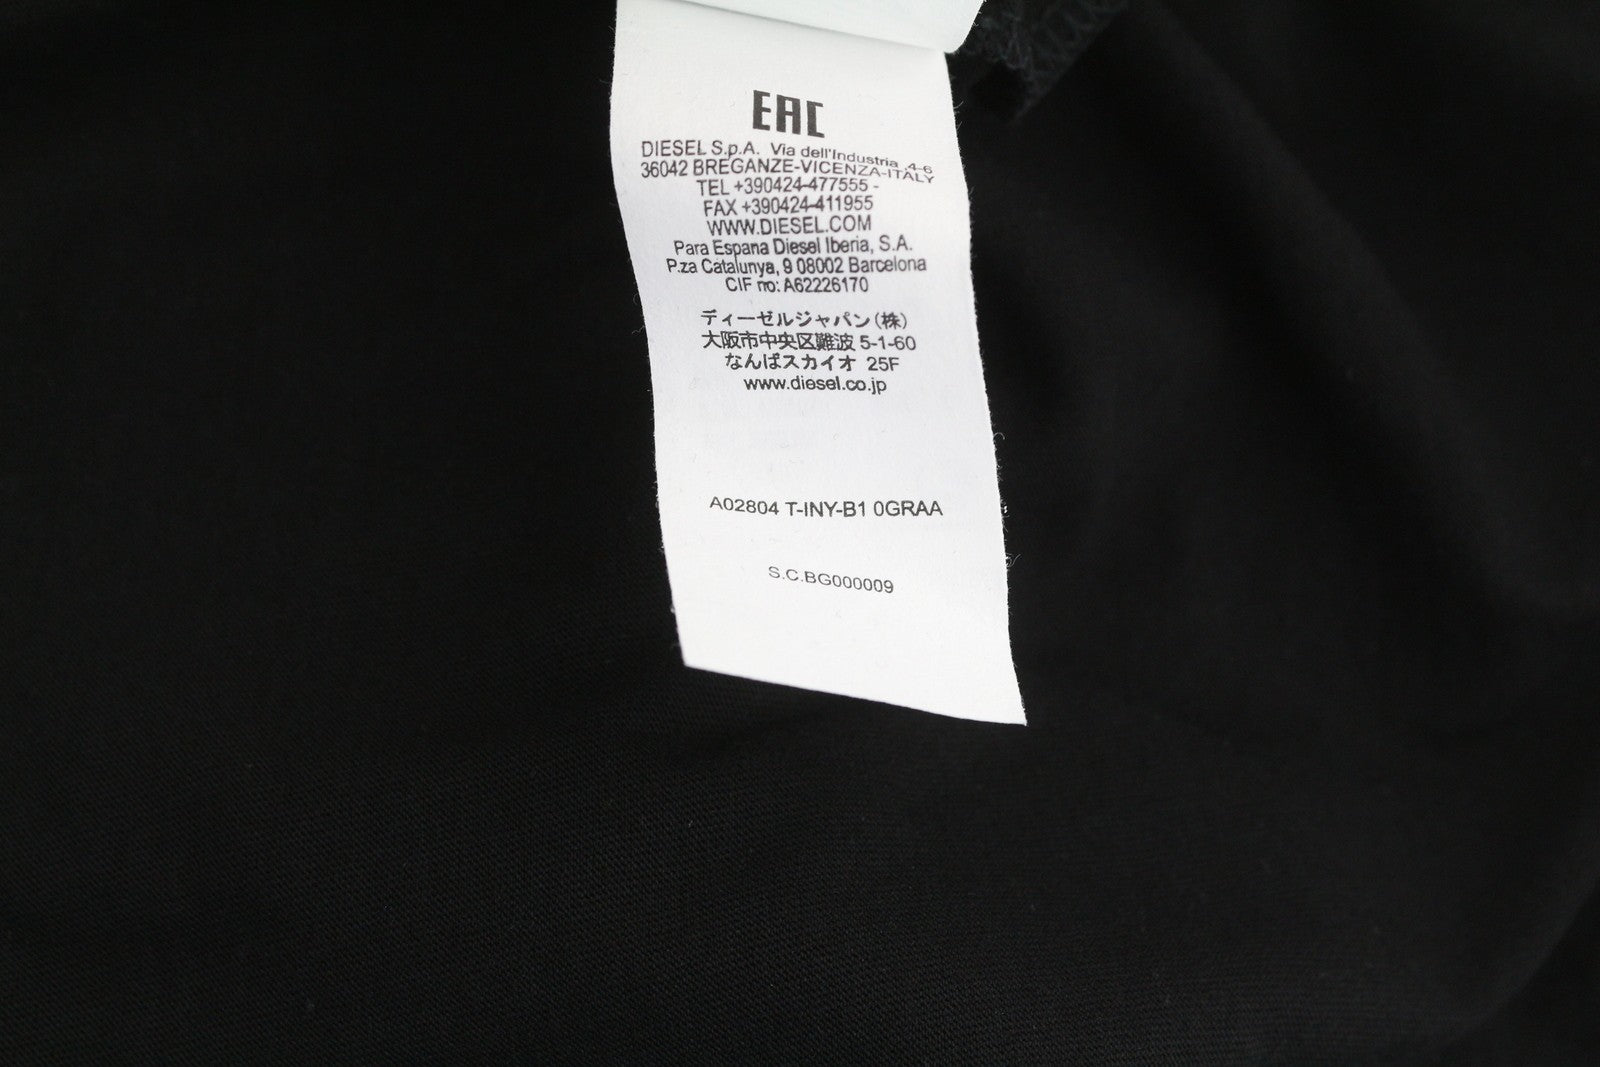 EAC
DIESEL S.p.A. Via dell'Industria 4-6
36042 BREGANZE-VICENZA-ITALY
TEL +390424-477555 -
FAX +390424-411955
WWW.DIESEL.COM
Para Espana Diesel Iberia, S.A.
P.za Catalunya, 9 08002 Barcelona
CIF no: A62226170
ディーゼルジャパン(株)
大阪市中央区難波 5-1-60
なんばスカイオ 25F
www.diesel.co.jp
A02804 T-INY-B1 0GRAA
S.C.BG000009